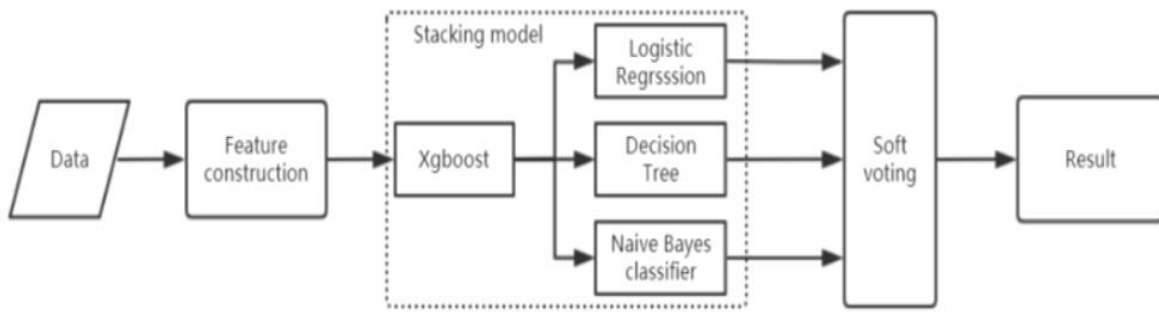 Stacking model
Data
Feature
construction
Xgboost
Logistic
Regrsssion
Decision
Tree
Naive Bayes
classifier
Soft
voting
Result